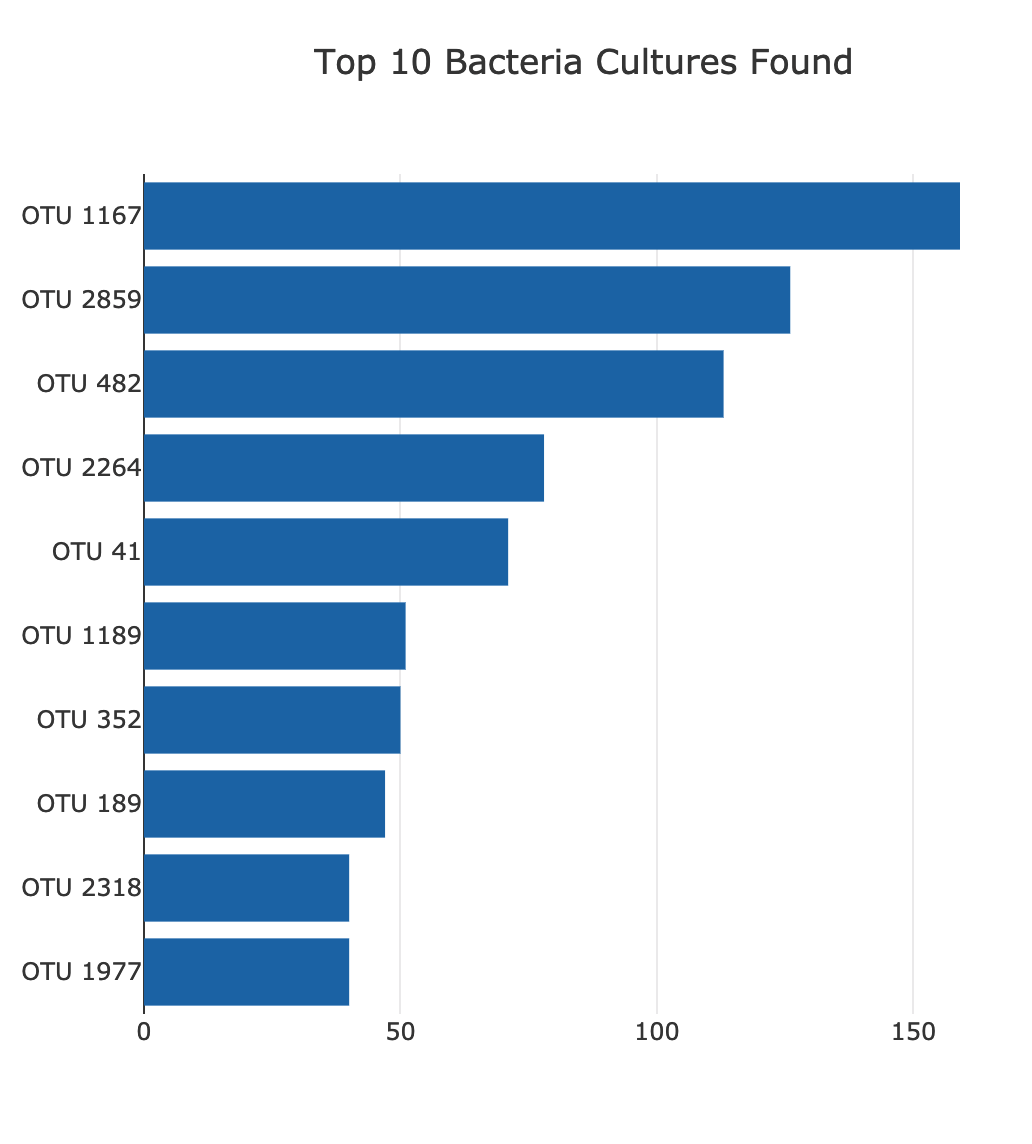 Top 10 Bacteria Cultures Found
OTU 1167
OTU 2859
OTU 482
OTU 2264
OTU 41
OTU 1189
OTU 352
OTU 189
OTU 2318
OTU 1977
0 50 100 150